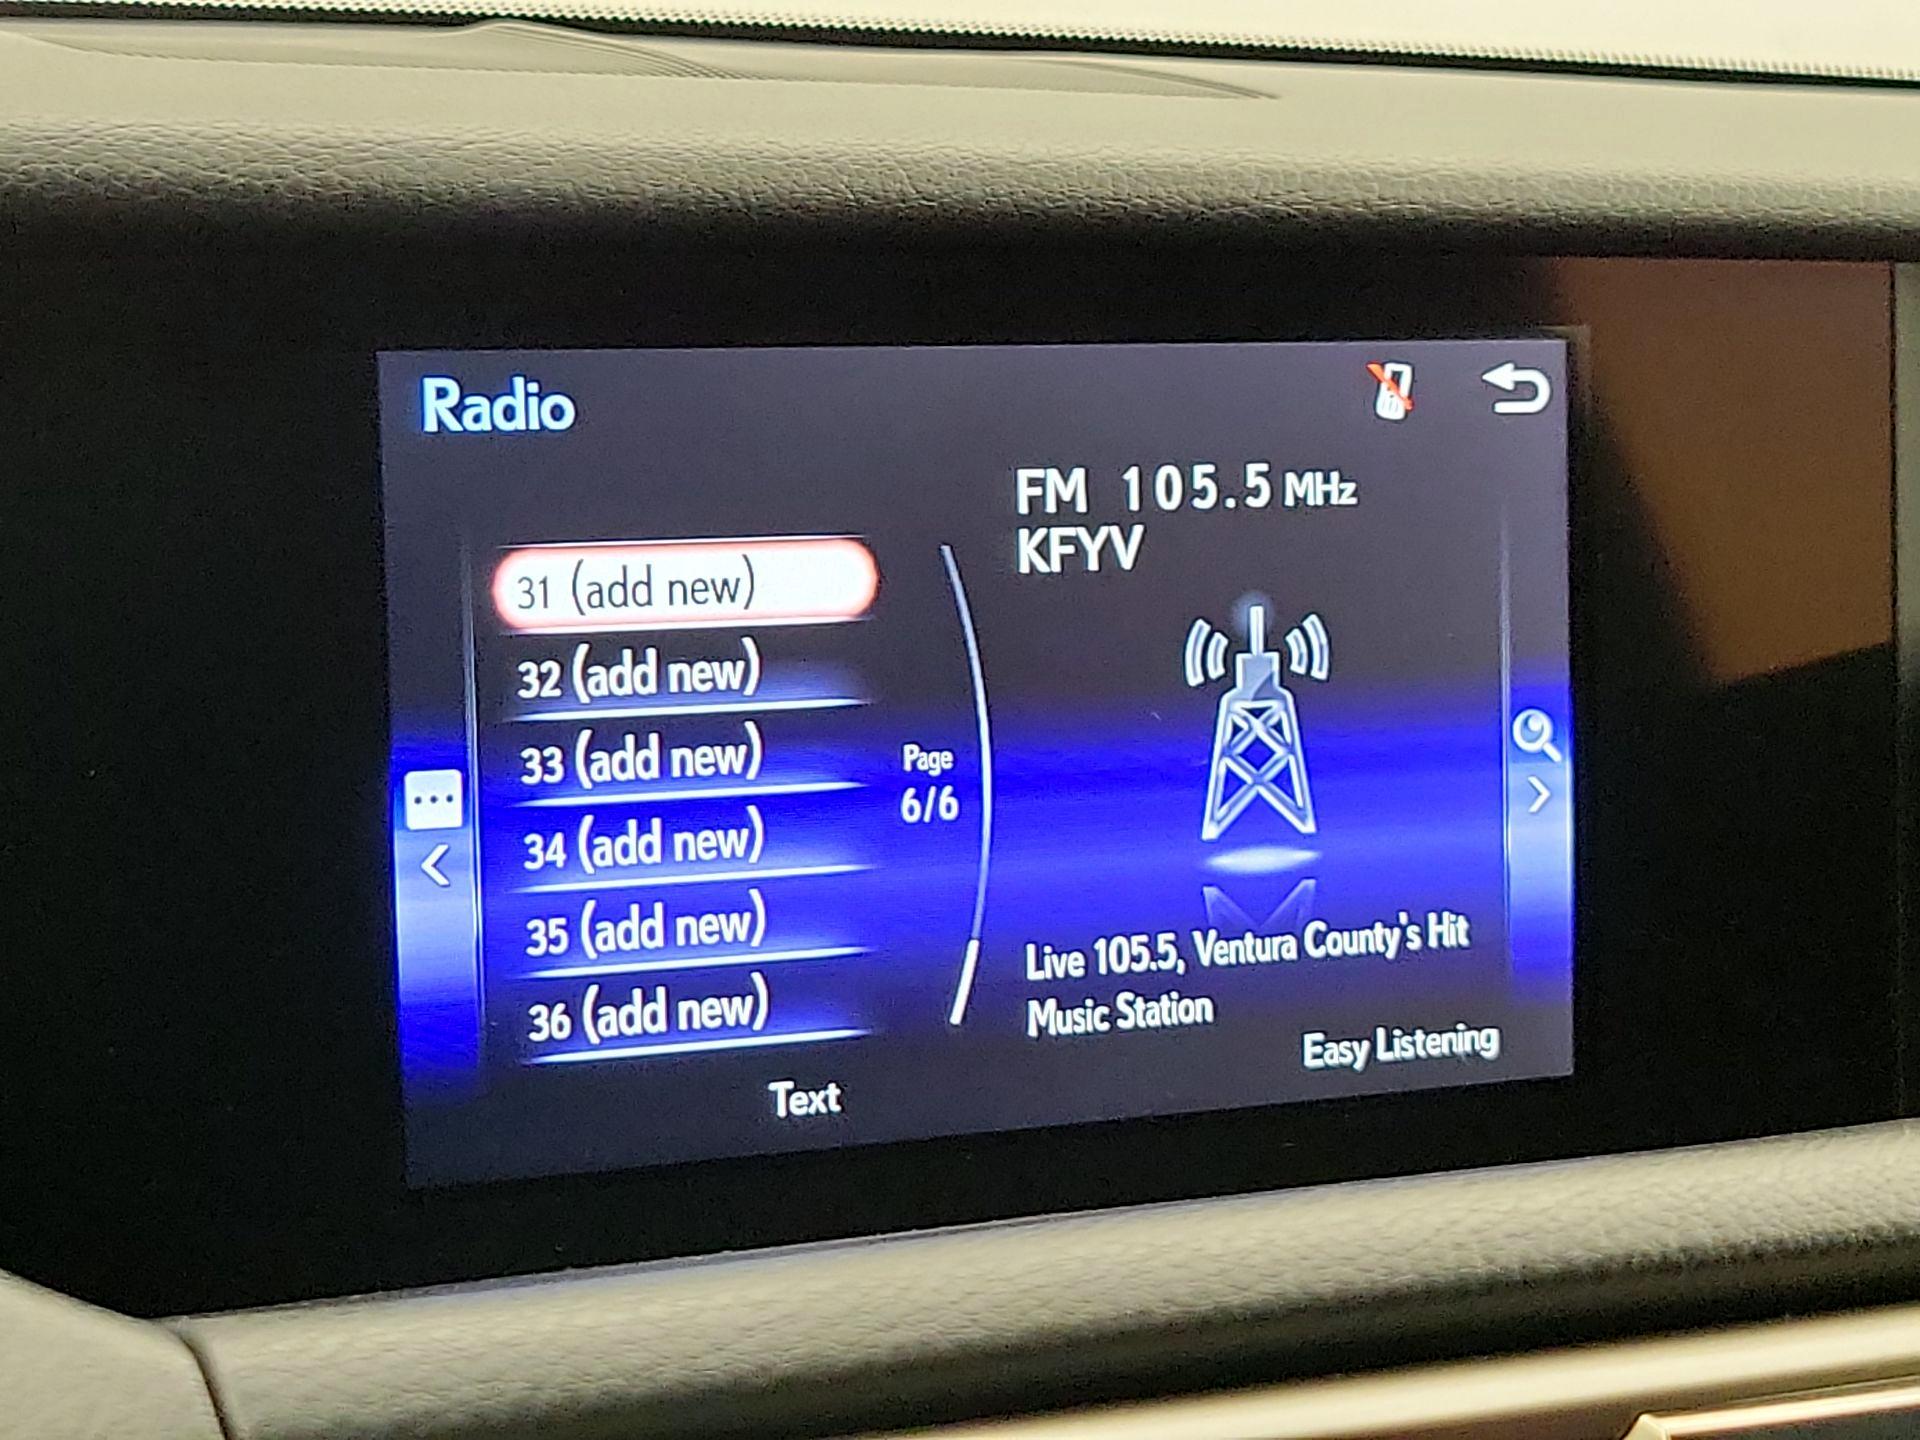 Radio
FM 105.5 MHz
KFYV
31 (add new)
32 (add new)
33 (add new)
34 (add new)
35 (add new)
36 (add new)
Page
6/6
Live 105.5, Ventura County's Hit
Music Station
Easy Listening
Text